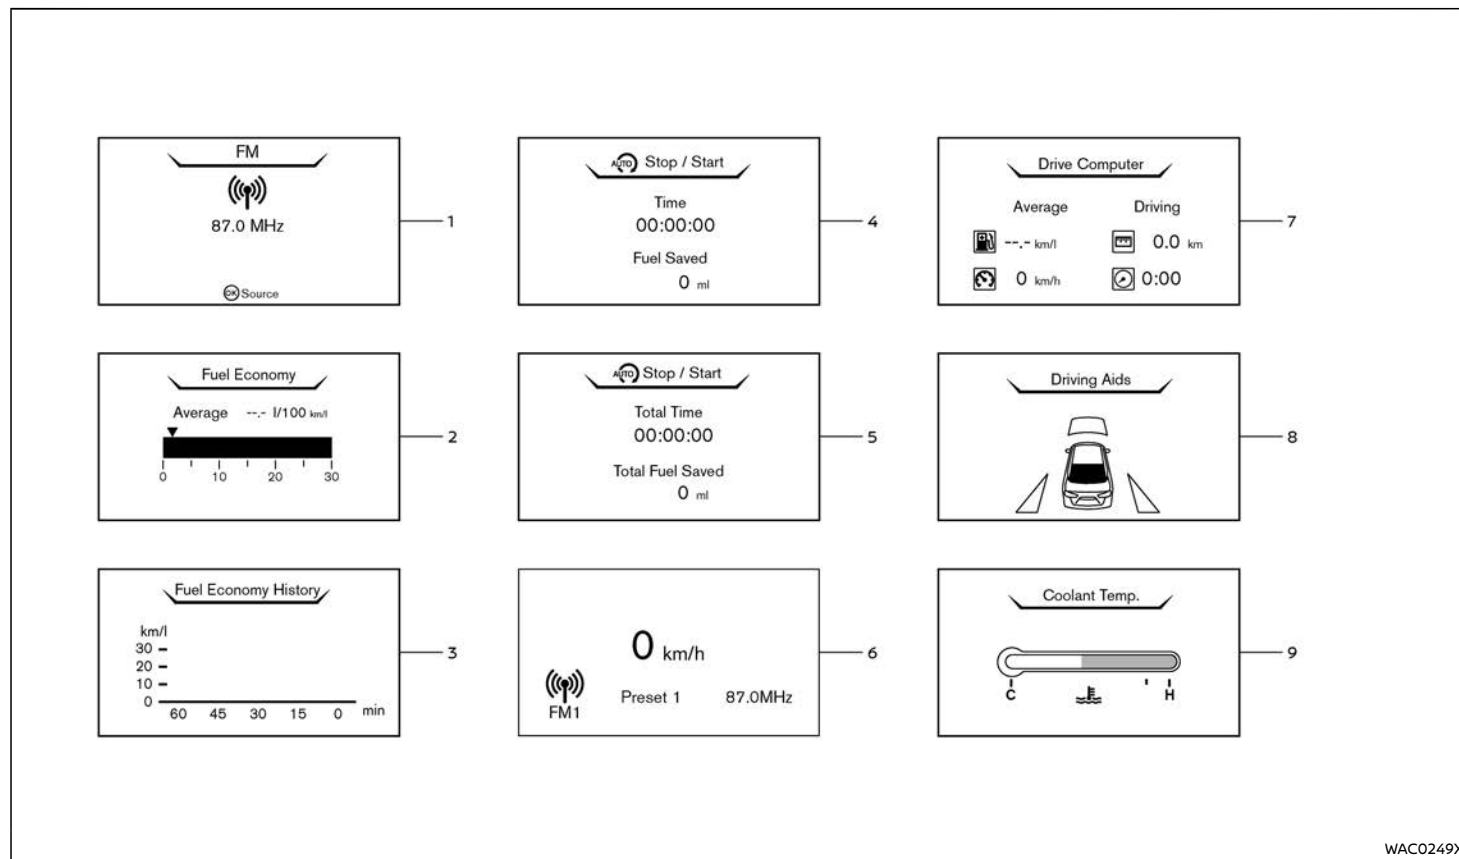 FM
87.0 MHz
OK Source
1
Fuel Economy
Average --.- l/100 km/l
0 10 20 30
2
Fuel Economy History
km/l
30
20
10
0
60 45 30 15 0 min
3
AUTO Stop / Start
Time
00:00:00
Fuel Saved
0 ml
4
AUTO Stop / Start
Total Time
00:00:00
Total Fuel Saved
0 ml
5
0 km/h
FM1 Preset 1 87.0MHz
6
Drive Computer
Average Driving
--.- km/l 0.0 km
0 km/h 0:00
7
Driving Aids
8
Coolant Temp.
C H
9
WAC0249X